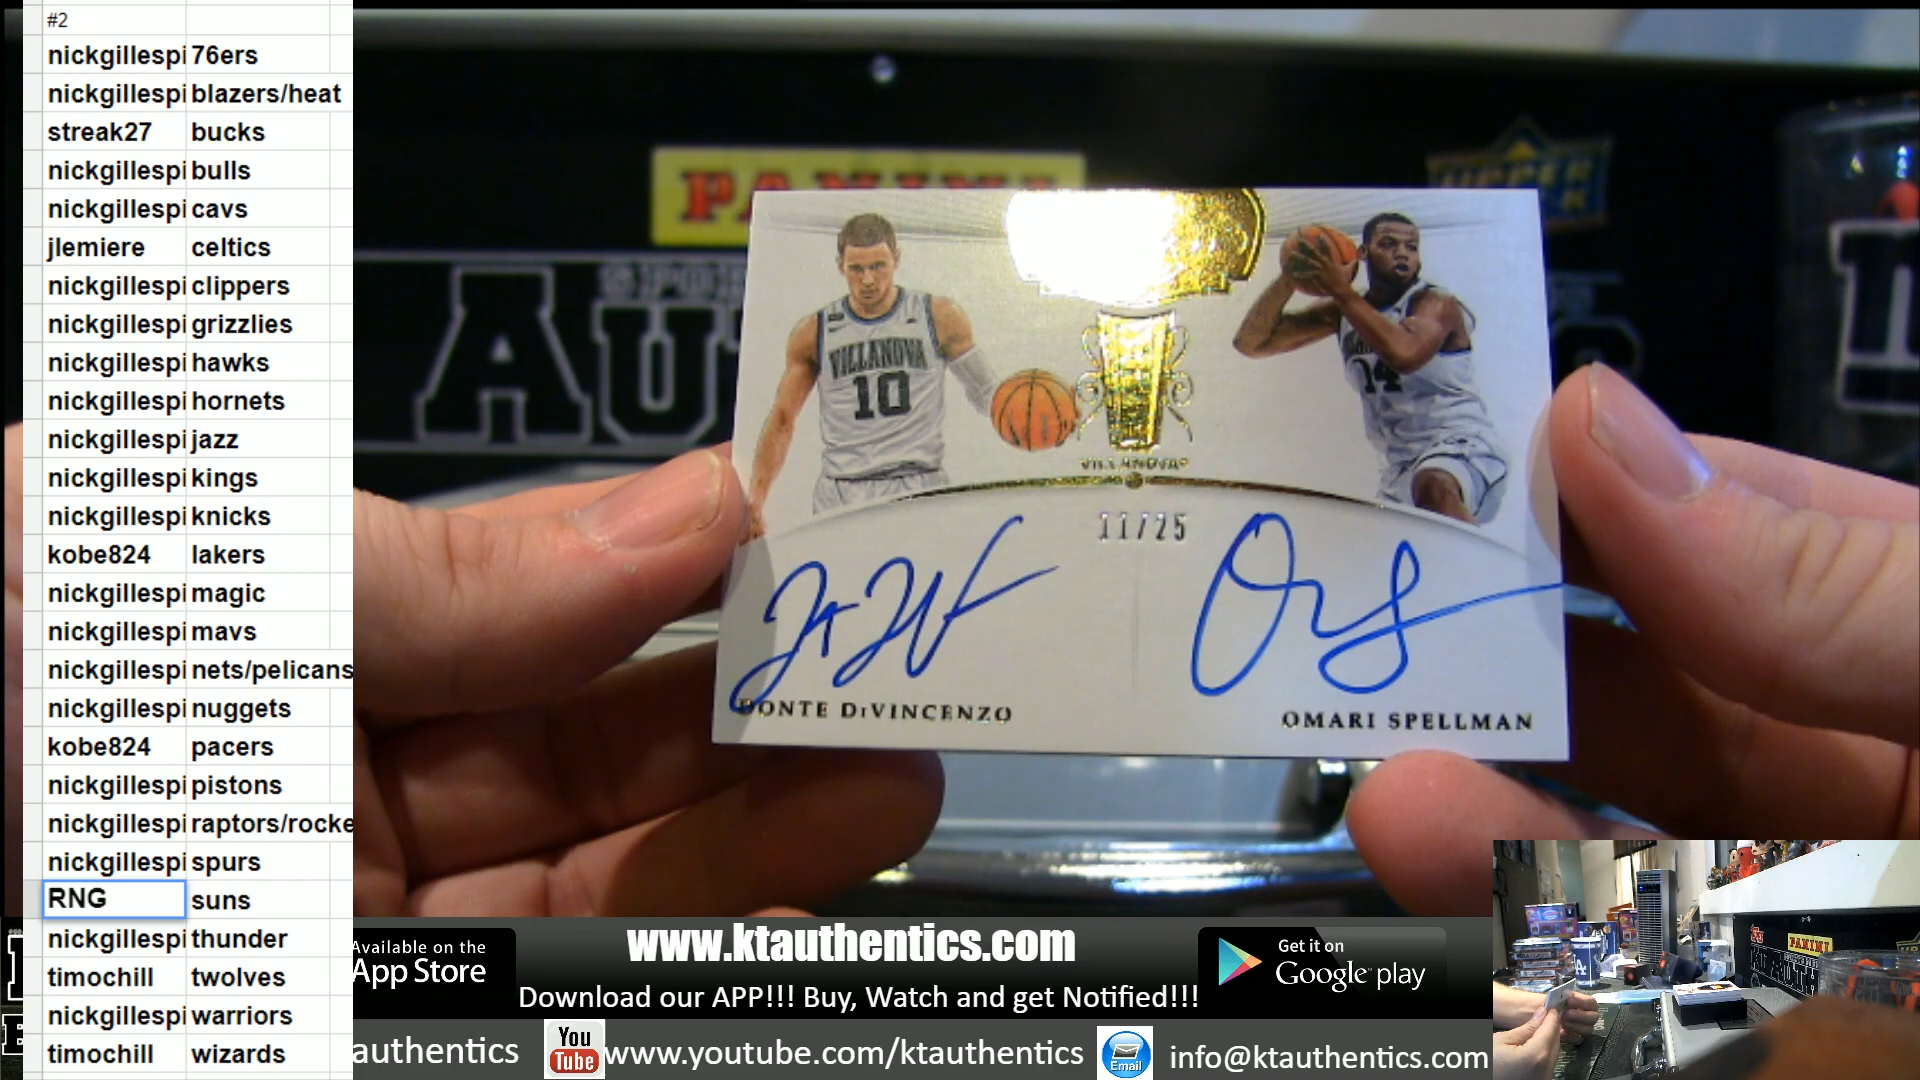 #2
nickgillespi 76ers
nickgillespi blazers/heat
streak27 bucks
nickgillespi bulls
nickgillespi cavs
jlemiere celtics
nickgillespi clippers
nickgillespi grizzlies
nickgillespi hawks
nickgillespi hornets
nickgillespi jazz
nickgillespi kings
nickgillespi knicks
kobe824 lakers
nickgillespi magic
nickgillespi mavs
nickgillespi nets/pelicans
nickgillespi nuggets
kobe824 pacers
nickgillespi pistons
nickgillespi raptors/rocke
nickgillespi spurs
RNG suns
nickgillespi thunder
timochill twolves
nickgillespi warriors
timochill wizards
UPPER
VILLANOVA
10
14
VILLANOVA
11/25
DONTE DiVINCENZO
OMARI SPELLMAN
Available on the
App Store
www.ktauthentics.com
Download our APP!!! Buy, Watch and get Notified!!!
Get it on
Google play
authentics
You
Tube
www.youtube.com/ktauthentics
Email
info@ktauthentics.com
PANINI